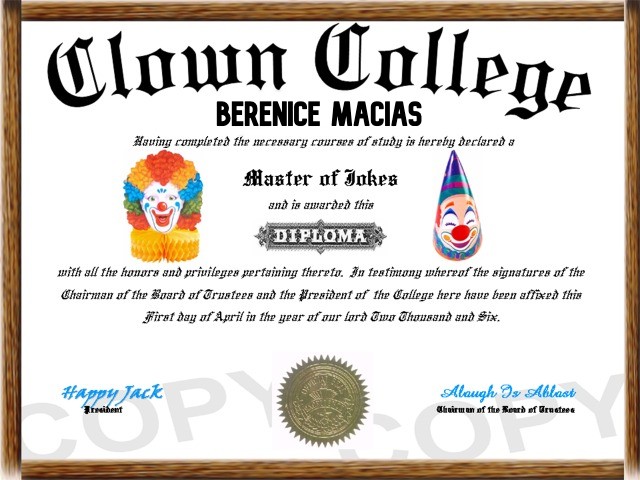 Clown College
BERENICE MACIAS
Having completed the necessary courses of study is hereby declared a
Master of Jokes
and is awarded this
DIPLOMA
with all the honors and privileges pertaining thereto. In testimony whereof the signatures of the
Chairman of the Board of Trustees and the President of the College here have been affixed this
First day of April in the year of our lord Two Thousand and Six.
Happy Jack
President
Alough Is Ablast
Chairman of the Board of Trustees
COPY
COPY